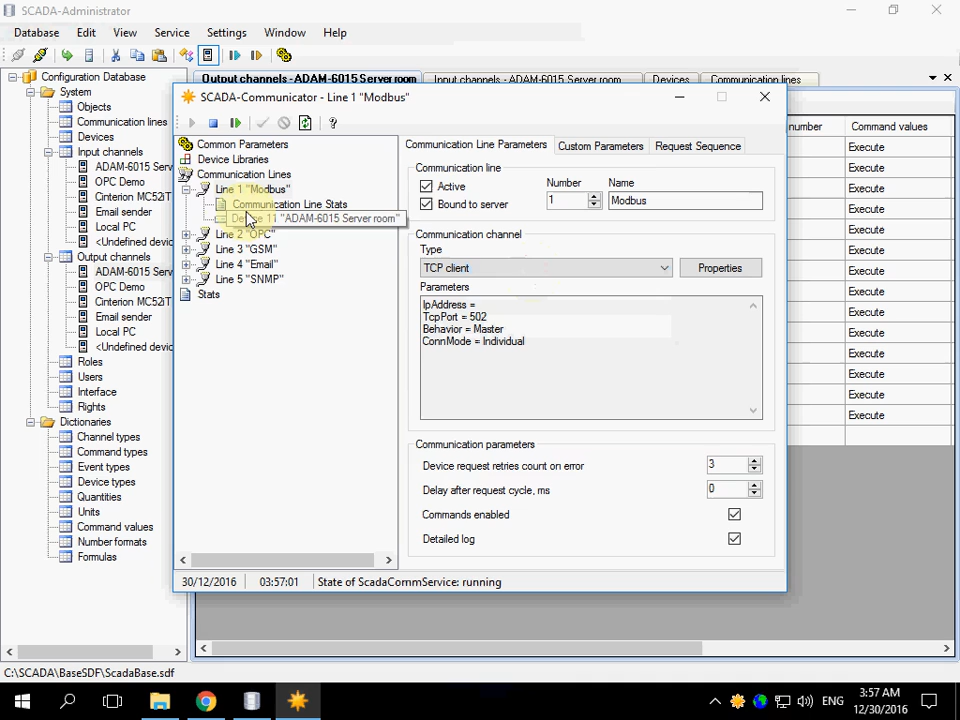 SCADA-Administrator
Database Edit View Service Settings Window Help
Configuration Database
System
Objects
Communication lines
Devices
Input channels
ADAM-6015 Serv
OPC Demo
Cinterion MC52iT
Email sender
Local PC
<Undefined devic
Output channels
ADAM-6015 Serv
OPC Demo
Cinterion MC52iT
Email sender
Local PC
<Undefined devic
Roles
Users
Interface
Rights
Dictionaries
Channel types
Command types
Event types
Device types
Quantities
Units
Command values
Number formats
Formulas
Output channels - ADAM-6015 Server room
Input channels - ADAM-6015 Server room
Devices
Communication lines
number
Command values
Execute
Execute
Execute
Execute
Execute
Execute
Execute
Execute
Execute
Execute
Execute
Execute
Execute
Execute
SCADA-Communicator - Line 1 "Modbus"
Common Parameters
Device Libraries
Communication Lines
Line 1 "Modbus"
Communication Line Stats
Device 11 "ADAM-6015 Server room"
Line 2 "OPC"
Line 3 "GSM"
Line 4 "Email"
Line 5 "SNMP"
Stats
Communication Line Parameters
Custom Parameters
Request Sequence
Communication line
Active
Bound to server
Number
1
Name
Modbus
Communication channel
Type
TCP client
Properties
Parameters
IpAddress =
TcpPort = 502
Behavior = Master
ConnMode = Individual
Communication parameters
Device request retries count on error
3
Delay after request cycle, ms
0
Commands enabled
Detailed log
30/12/2016 03:57:01 State of ScadaCommService: running
C:\SCADA\BaseSDF\ScadaBase.sdf
ENG
3:57 AM
12/30/2016